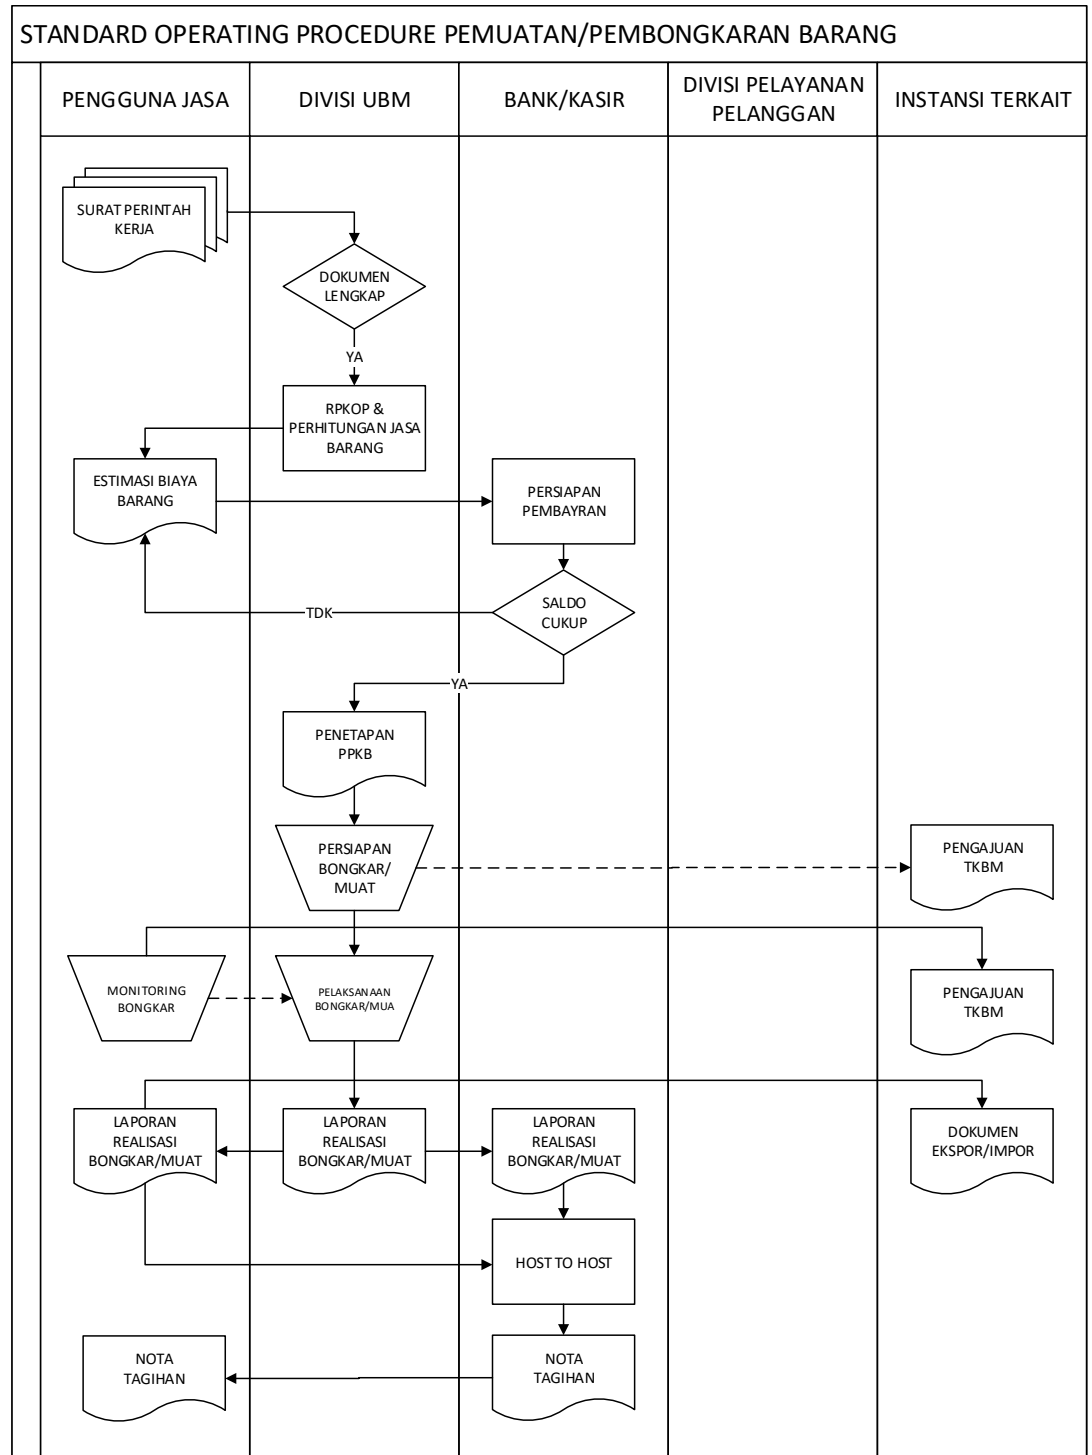 STANDARD OPERATING PROCEDURE PEMUATAN/PEMBONGKARAN BARANG
PENGGUNA JASA
DIVISI UBM
BANK/KASIR
DIVISI PELAYANAN
PELANGGAN
INSTANSI TERKAIT
SURAT PERINTAH
KERJA
DOKUMEN
LENGKAP
YA
RPKOP &
PERHITUNGAN JASA
BARANG
ESTIMASI BIAYA
BARANG
PERSIAPAN
PEMBAYRAN
SALDO
CUKUP
TDK
YA
PENETAPAN
PPKB
PERSIAPAN
BONGKAR/
MUAT
PENGAJUAN
TKBM
MONITORING
BONGKAR
PELAKSANAAN
BONGKAR/MUA
PENGAJUAN
TKBM
LAPORAN
REALISASI
BONGKAR/MUAT
LAPORAN
REALISASI
BONGKAR/MUAT
LAPORAN
REALISASI
BONGKAR/MUAT
DOKUMEN
EKSPOR/IMPOR
HOST TO HOST
NOTA
TAGIHAN
NOTA
TAGIHAN